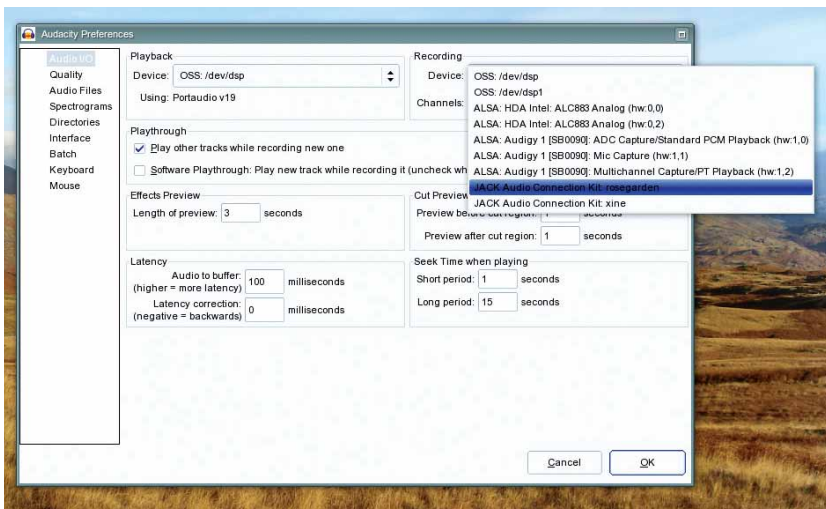 Audacity Preferences
Audio I/O
Quality
Audio Files
Spectrograms
Directories
Interface
Batch
Keyboard
Mouse
Playback
Device: OSS: /dev/dsp
Using: Portaudio v19
Recording
Device:
Channels:
OSS: /dev/dsp
OSS: /dev/dsp1
ALSA: HDA Intel: ALC883 Analog (hw:0,0)
ALSA: HDA Intel: ALC883 Analog (hw:0,2)
ALSA: Audigy 1 [SB0090]: ADC Capture/Standard PCM Playback (hw:1,0)
ALSA: Audigy 1 [SB0090]: Mic Capture (hw:1,1)
ALSA: Audigy 1 [SB0090]: Multichannel Capture/PT Playback (hw:1,2)
JACK Audio Connection Kit: rosegarden
JACK Audio Connection Kit: xine
Playthrough
Play other tracks while recording new one
Software Playthrough: Play new track while recording it (uncheck wh
Effects Preview
Length of preview: 3 seconds
Cut Preview
Preview before cut region: 1 seconds
Preview after cut region: 1 seconds
Latency
Audio to buffer: 100 milliseconds
(higher = more latency)
Latency correction: 0 milliseconds
(negative = backwards)
Seek Time when playing
Short period: 1 seconds
Long period: 15 seconds
Cancel
OK